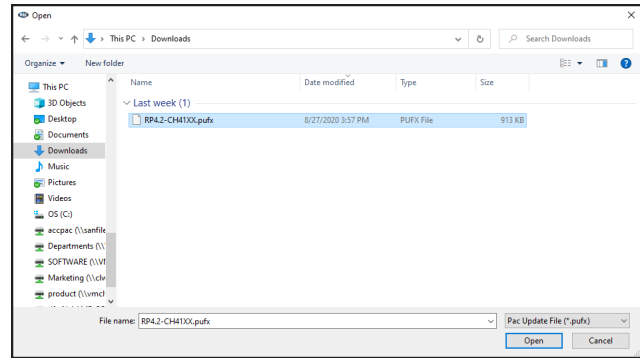 Open
This PC > Downloads
Search Downloads
Organize
New folder
This PC
3D Objects
Desktop
Documents
Downloads
Music
Pictures
Videos
OS (C:)
accpac (\\sanfile
Departments (\\
SOFTWARE (\\VM
Marketing (\\clv
product (\\vmcl
Name Date modified Type Size
Last week (1)
RP4.2-CH41XX.pufx 8/27/2020 3:57 PM PUFX File 913 KB
File name: RP4.2-CH41XX.pufx
Pac Update File (*.pufx)
Open Cancel